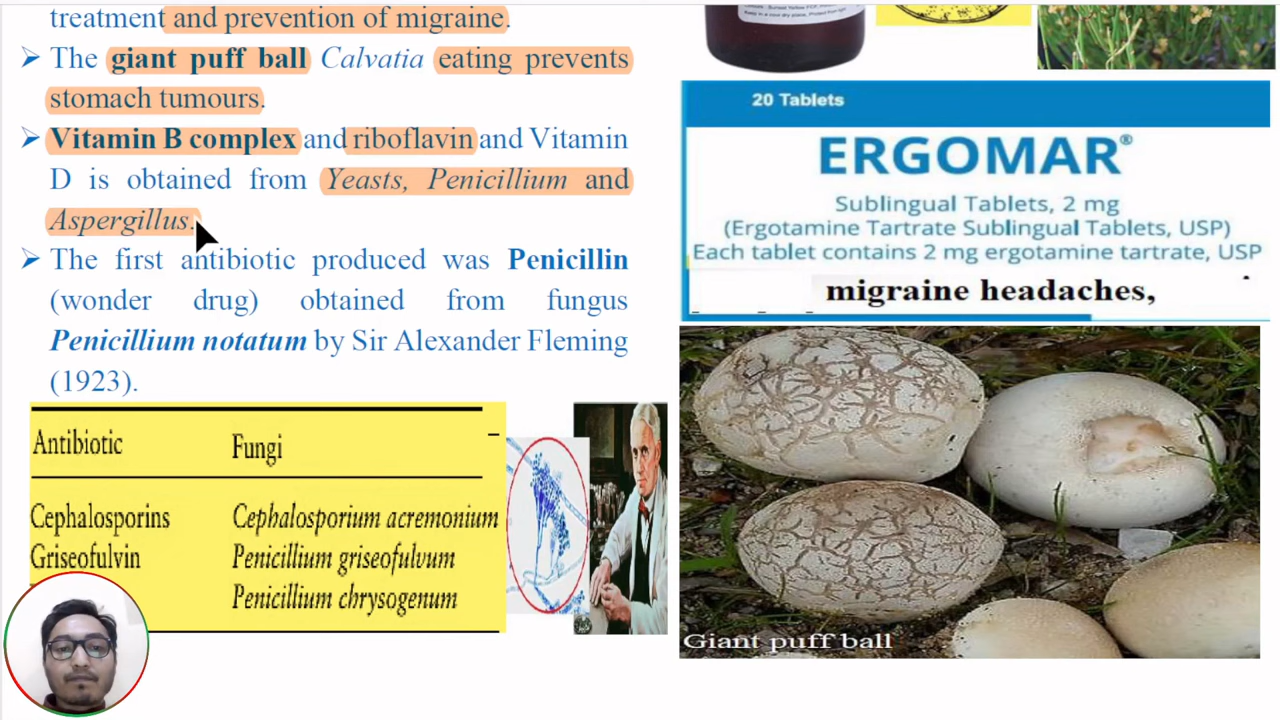 treatment and prevention of migraine.
➢ The giant puff ball Calvatia eating prevents
stomach tumours.
➢ Vitamin B complex and riboflavin and Vitamin
D is obtained from Yeasts, Penicillium and
Aspergillus.
➢ The first antibiotic produced was Penicillin
(wonder drug) obtained from fungus
Penicillium notatum by Sir Alexander Fleming
(1923).
Antibiotic Fungi
Cephalosporins Cephalosporium acremonium
Griseofulvin Penicillium griseofulvum
Penicillium chrysogenum
20 Tablets
ERGOMAR®
Sublingual Tablets, 2 mg
(Ergotamine Tartrate Sublingual Tablets, USP)
Each tablet contains 2 mg ergotamine tartrate, USP
migraine headaches,
Giant puff ball